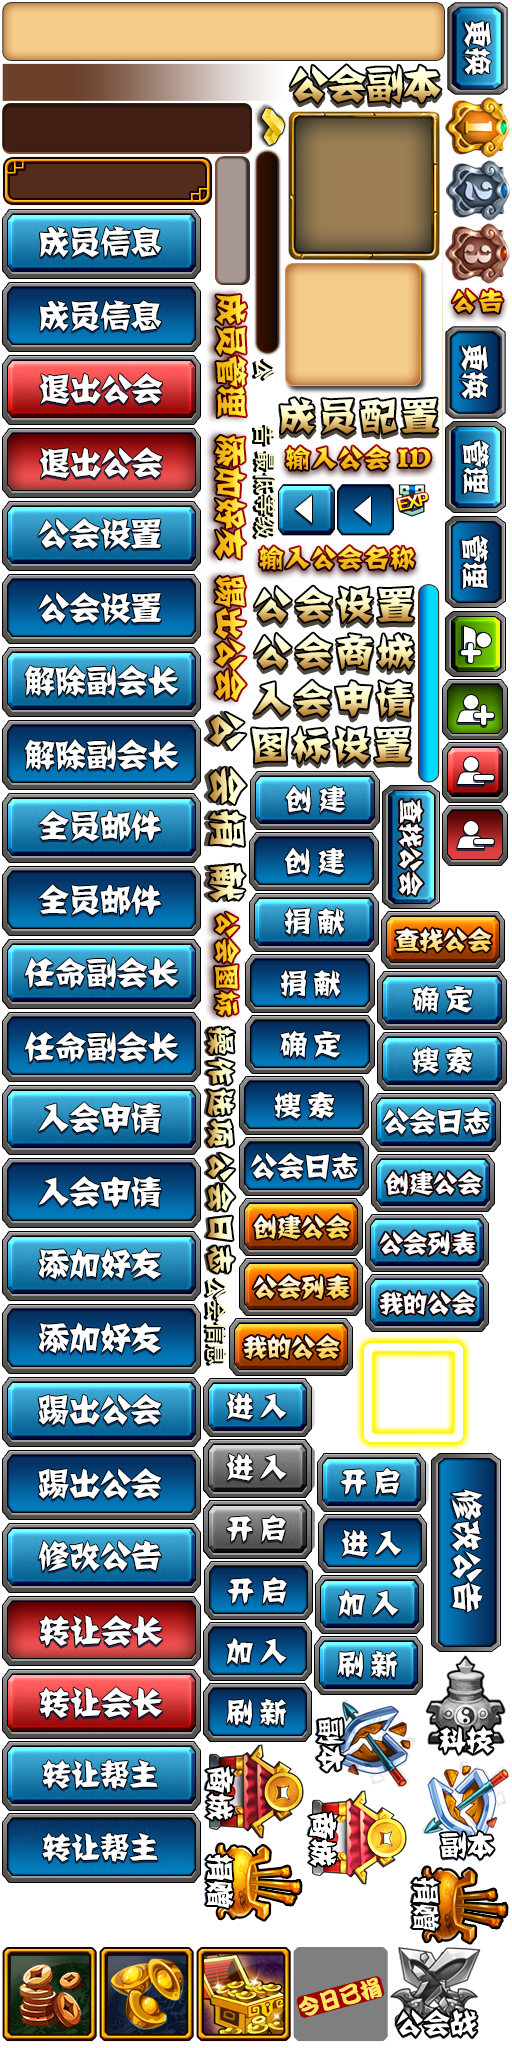 更换
公会副本
1
2
3
公告
成员信息
成员信息
退出公会
退出公会
公会设置
公会设置
解除副会长
解除副会长
全员邮件
全员邮件
任命副会长
任命副会长
入会申请
入会申请
添加好友
添加好友
踢出公会
踢出公会
修改公告
转让会长
转让会长
转让帮主
转让帮主
成员管理
添加好友
踢出公会
公会捐献
公会图标
操作选项
公会日志
公会信息
公告
最低等级
成员配置
输入公会 ID
EXP
输入公会名称
公会设置
公会商城
入会申请
图标设置
更换
管理
管理
创建
创建
捐献
捐献
确定
搜索
公会日志
创建公会
公会列表
我的公会
查找公会
查找公会
确定
搜索
公会日志
创建公会
公会列表
我的公会
进入
进入
开启
开启
加入
刷新
开启
进入
加入
刷新
修改公告
科技
副本
副本
商城
商城
捐赠
捐赠
今日已捐
公会战